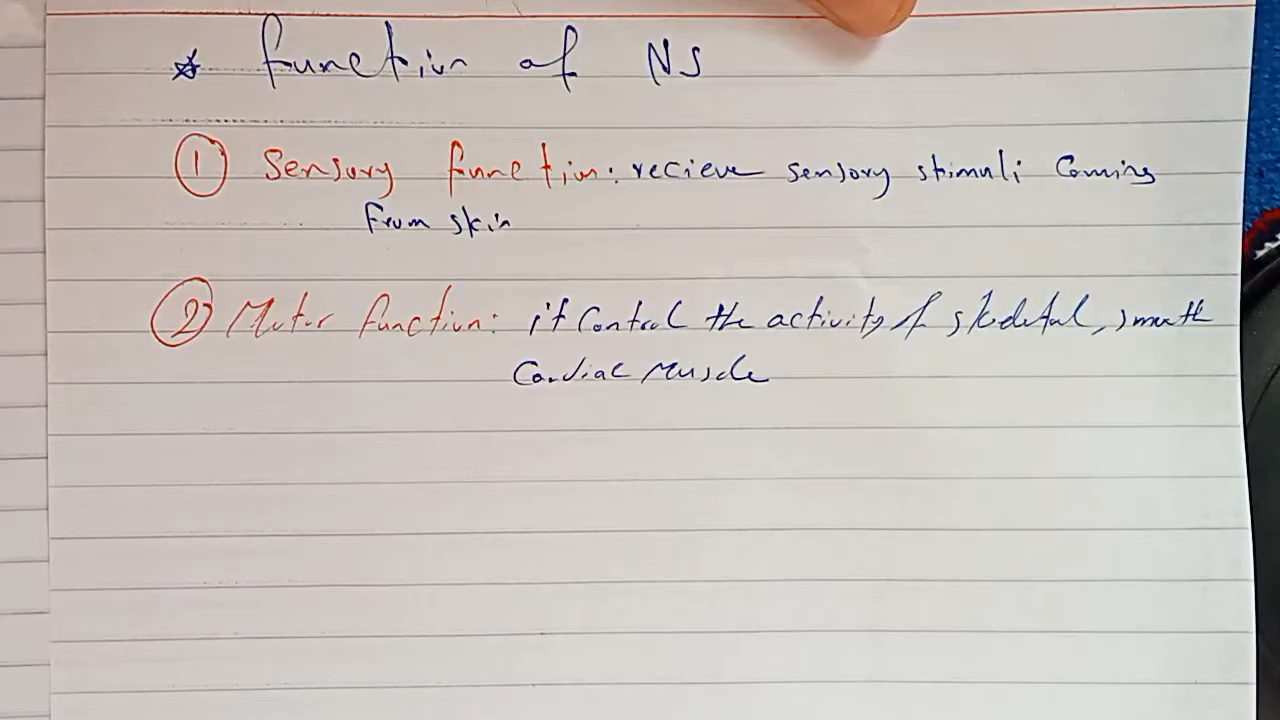 * function of NS
① Sensory function: recieve sensory stimuli Coming
from skin
② Motor function: it Control the activity of skeletal, smooth
Cardiac Muscle